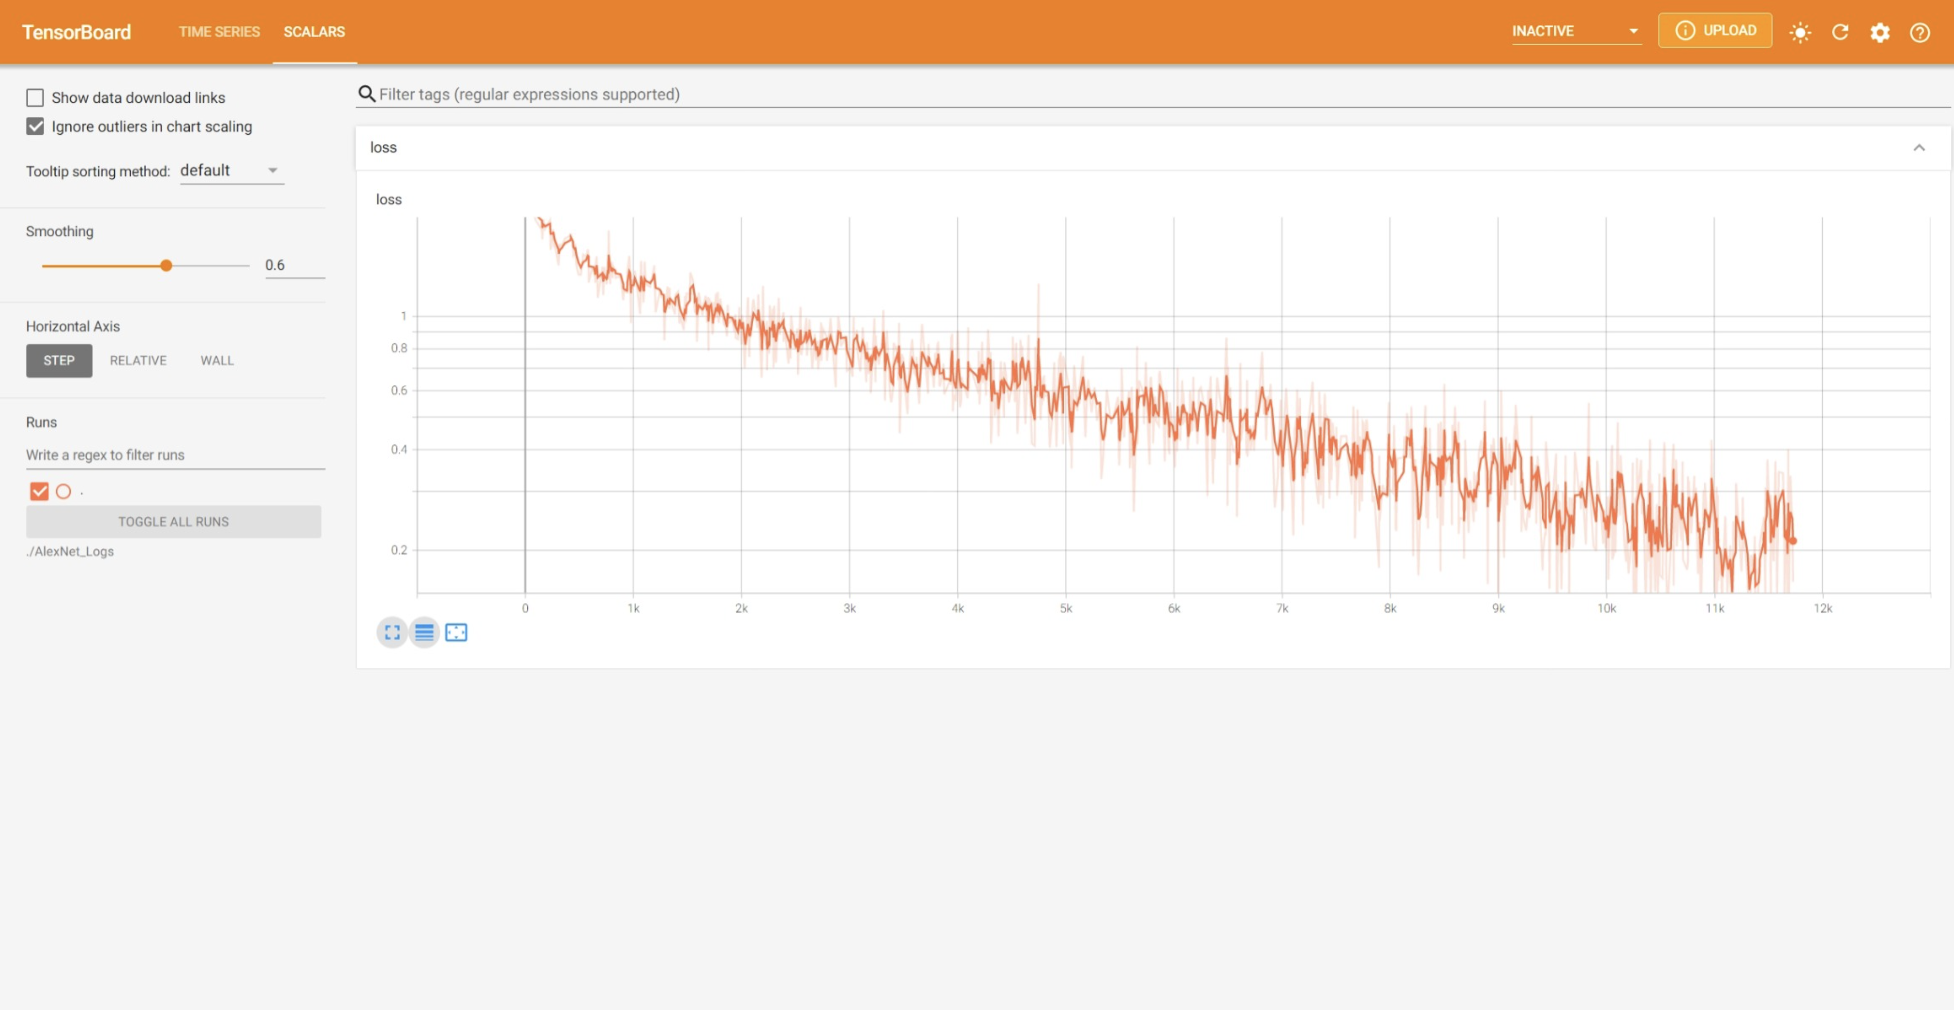 TensorBoard
TIME SERIES
SCALARS
INACTIVE
UPLOAD
Show data download links
Ignore outliers in chart scaling
Tooltip sorting method: default
Smoothing
0.6
Horizontal Axis
STEP RELATIVE WALL
Runs
Write a regex to filter runs
.
TOGGLE ALL RUNS
./AlexNet_Logs
Filter tags (regular expressions supported)
loss
loss
1
0.8
0.6
0.4
0.2
0 1k 2k 3k 4k 5k 6k 7k 8k 9k 10k 11k 12k